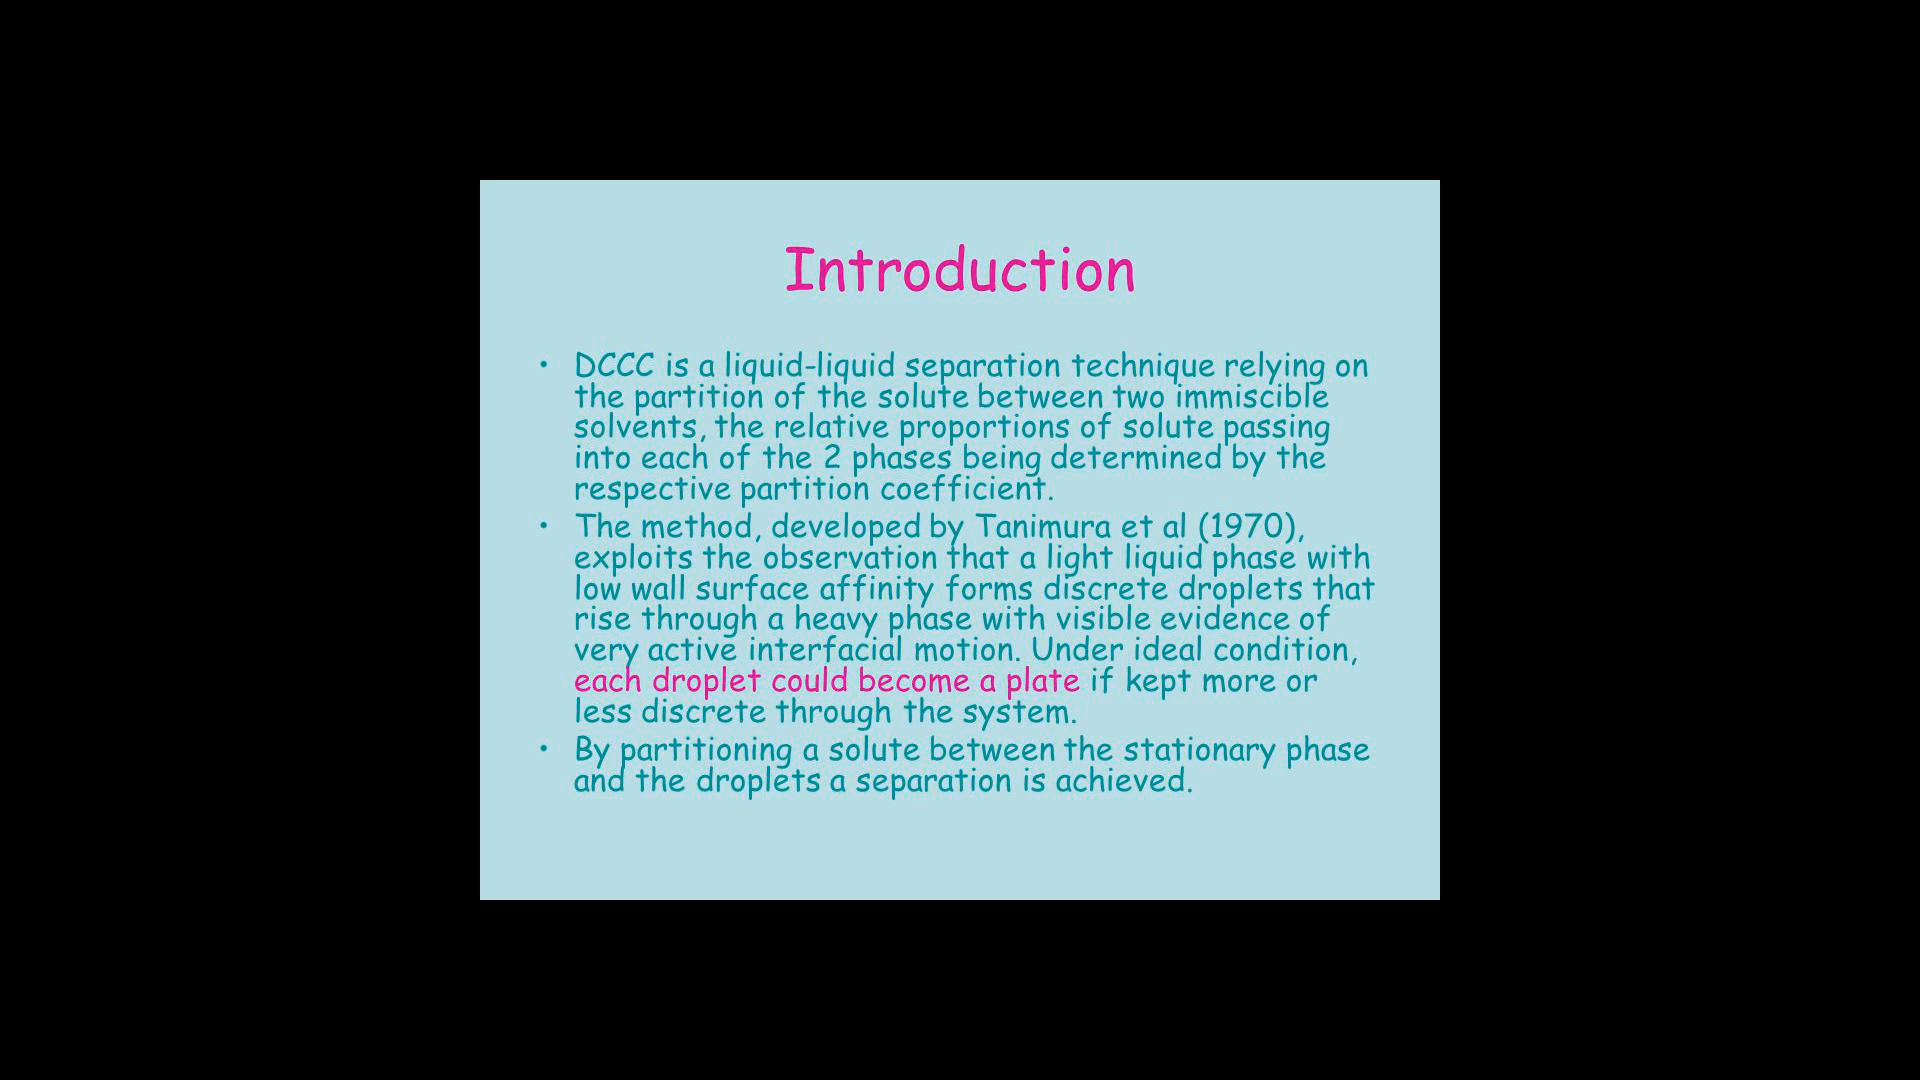 Introduction
• DCCC is a liquid-liquid separation technique relying on
the partition of the solute between two immiscible
solvents, the relative proportions of solute passing
into each of the 2 phases being determined by the
respective partition coefficient.
• The method, developed by Tanimura et al (1970),
exploits the observation that a light liquid phase with
low wall surface affinity forms discrete droplets that
rise through a heavy phase with visible evidence of
very active interfacial motion. Under ideal condition,
each droplet could become a plate if kept more or
less discrete through the system.
• By partitioning a solute between the stationary phase
and the droplets a separation is achieved.